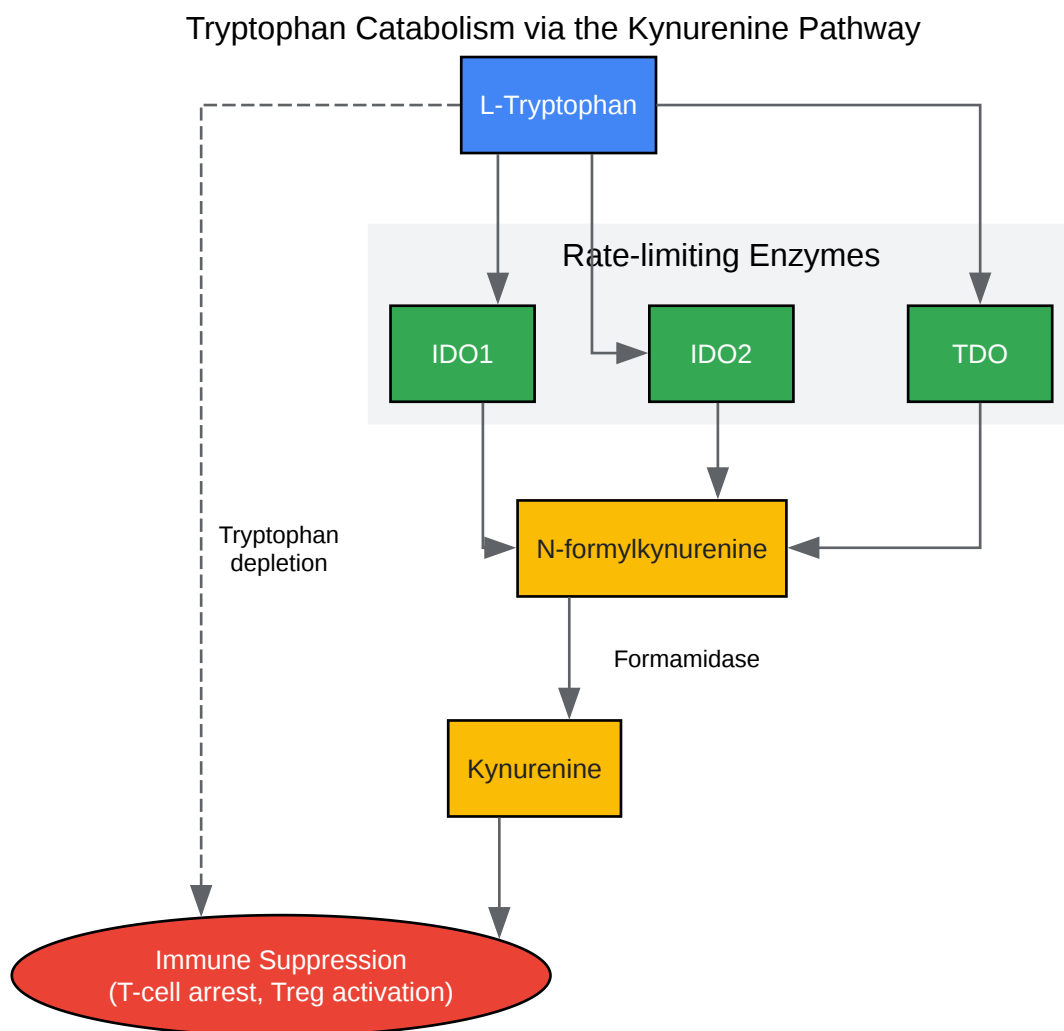 Tryptophan Catabolism via the Kynurenine Pathway
L-Tryptophan
Rate-limiting Enzymes
IDO1
IDO2
TDO
Tryptophan
depletion
N-formylkynurenine
Formamidase
Kynurenine
Immune Suppression
(T-cell arrest, Treg activation)